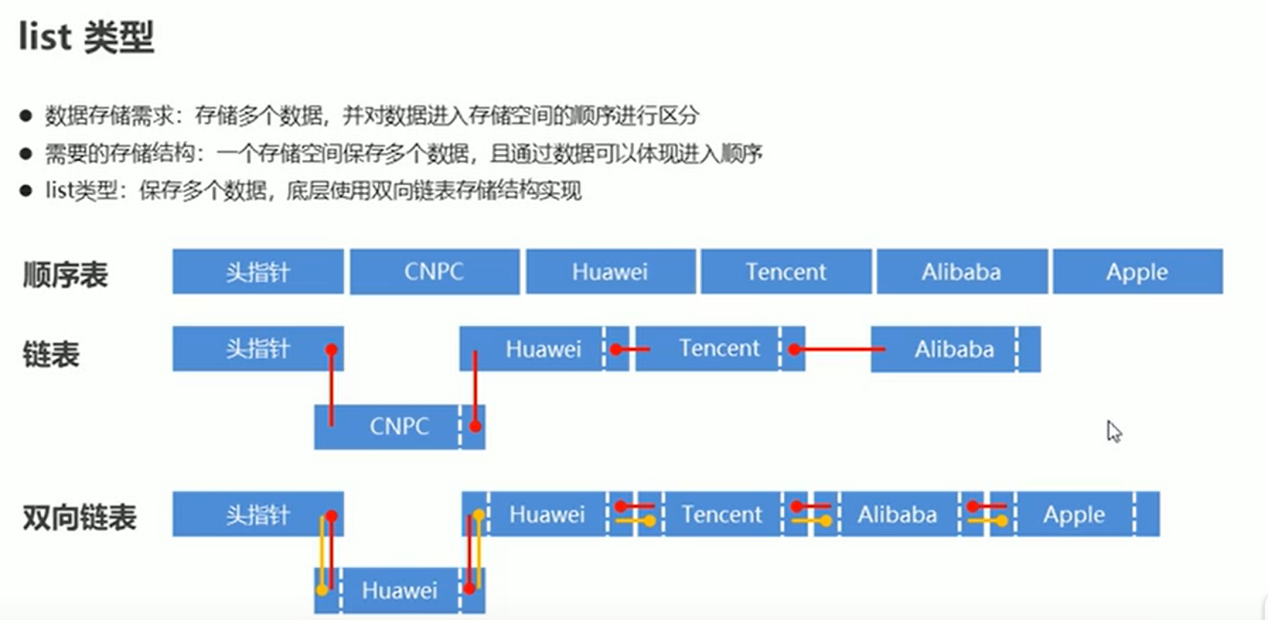 list 类型
● 数据存储需求：存储多个数据，并对数据进入存储空间的顺序进行区分
● 需要的存储结构：一个存储空间保存多个数据，且通过数据可以体现进入顺序
● list类型：保存多个数据，底层使用双向链表存储结构实现
顺序表 头指针 CNPC Huawei Tencent Alibaba Apple
链表 头指针 Huawei Tencent Alibaba
CNPC
双向链表 头指针 Huawei Tencent Alibaba Apple
Huawei